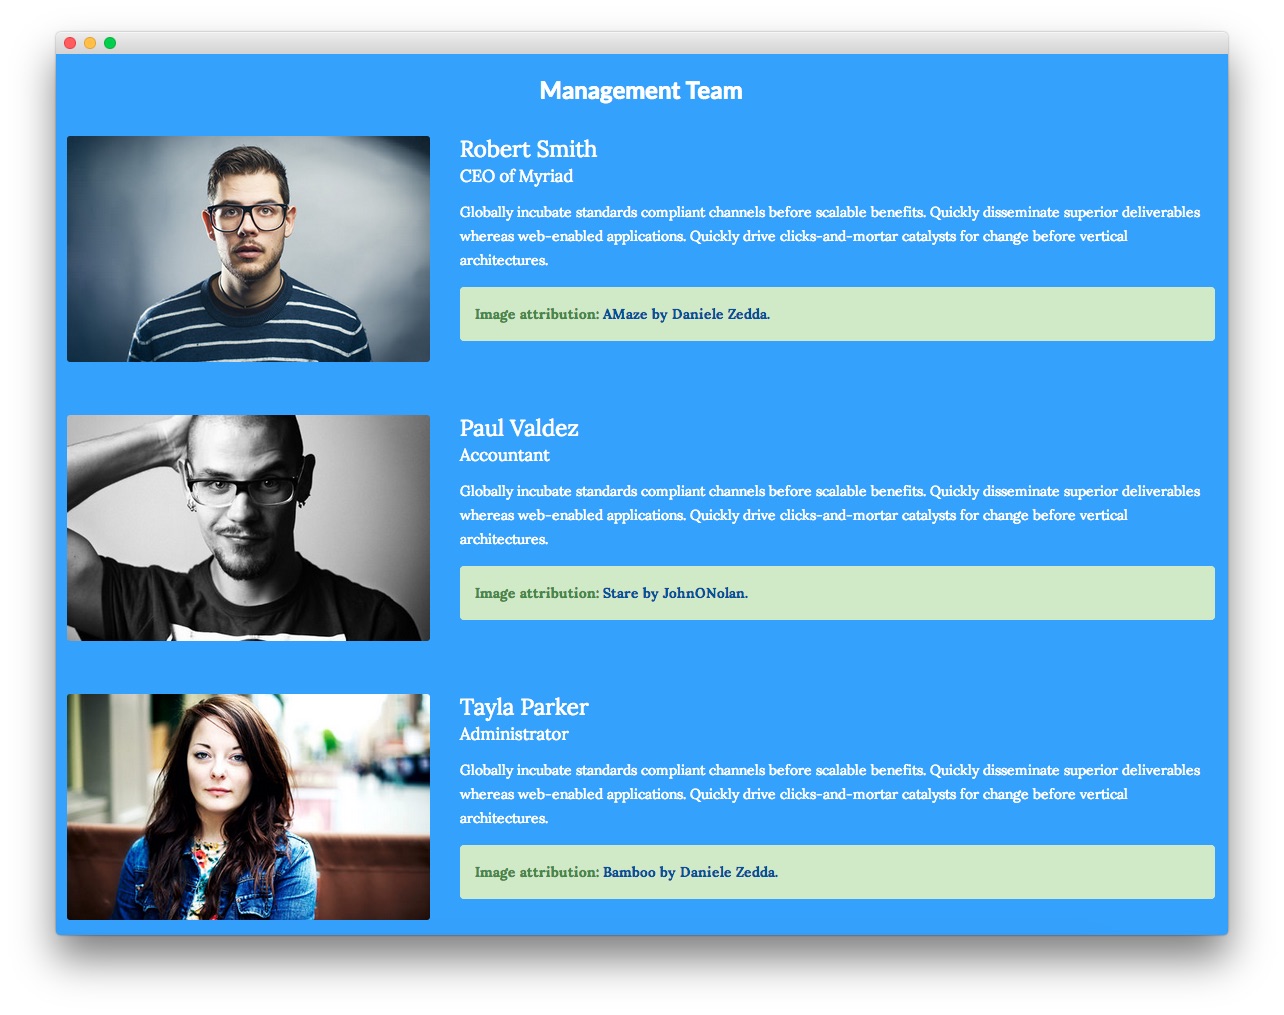 Management Team
Robert Smith
CEO of Myriad
Globally incubate standards compliant channels before scalable benefits. Quickly disseminate superior deliverables
whereas web-enabled applications. Quickly drive clicks-and-mortar catalysts for change before vertical
architectures.
Image attribution: AMaze by Daniele Zedda.
Paul Valdez
Accountant
Globally incubate standards compliant channels before scalable benefits. Quickly disseminate superior deliverables
whereas web-enabled applications. Quickly drive clicks-and-mortar catalysts for change before vertical
architectures.
Image attribution: Stare by JohnONolan.
Tayla Parker
Administrator
Globally incubate standards compliant channels before scalable benefits. Quickly disseminate superior deliverables
whereas web-enabled applications. Quickly drive clicks-and-mortar catalysts for change before vertical
architectures.
Image attribution: Bamboo by Daniele Zedda.